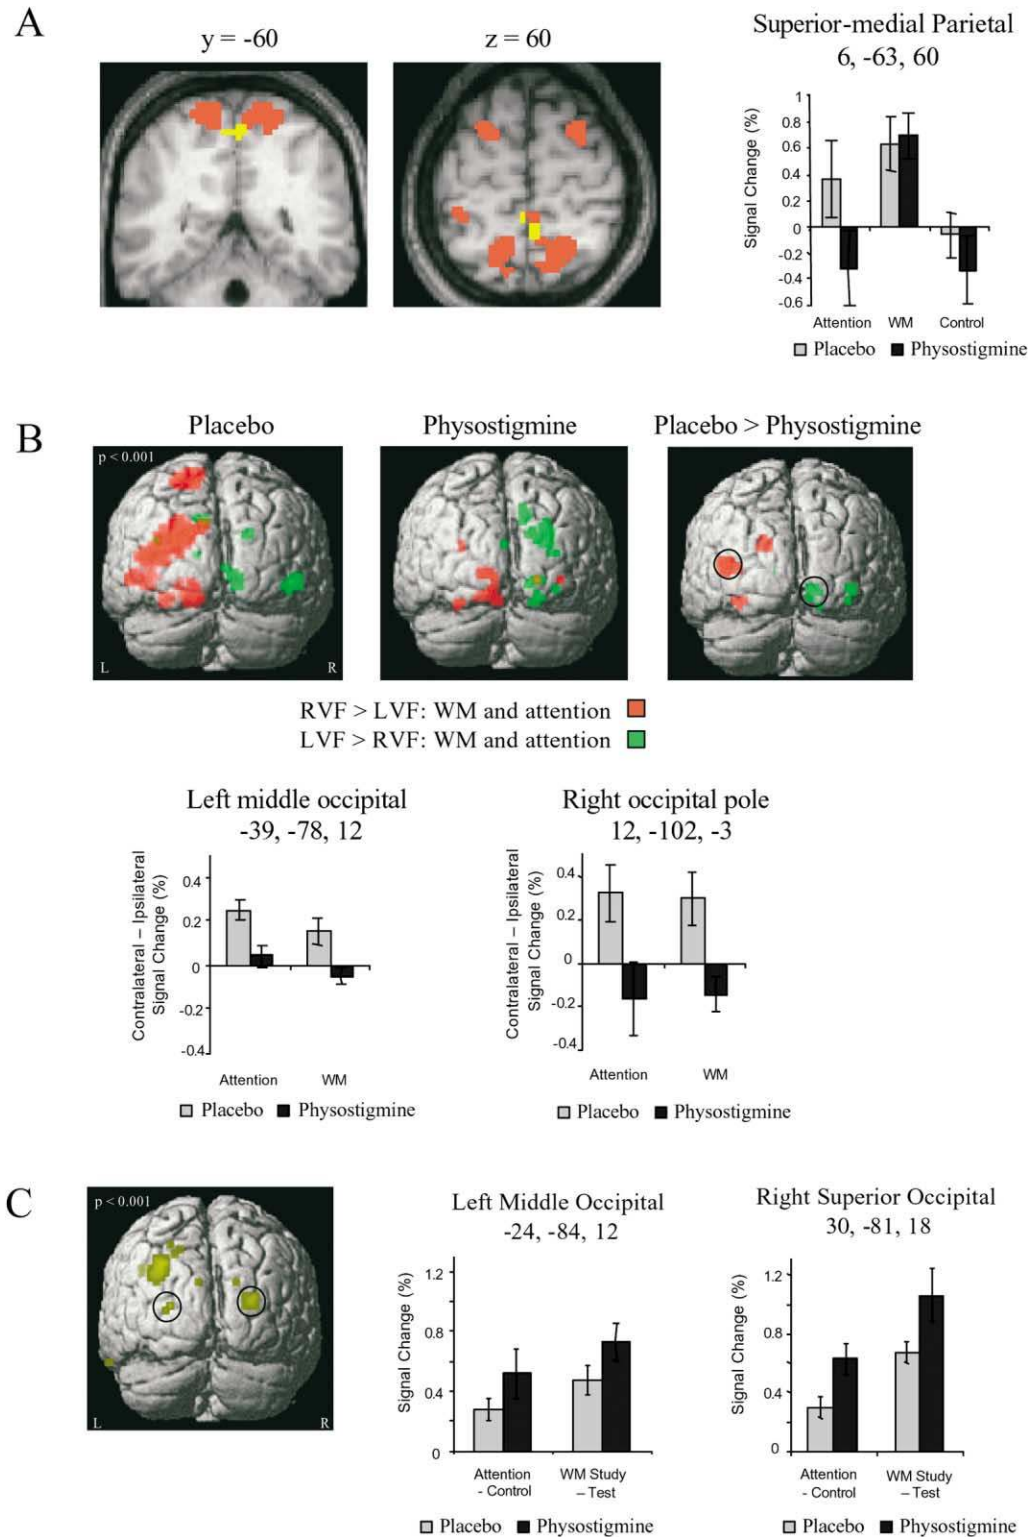 A
y = -60
z = 60
Superior-medial Parietal
6, -63, 60
Signal Change (%)
1
0.8
0.6
0.4
0.2
0
-0.2
-0.4
-0.6
Attention WM Control
Placebo Physostigmine
B
Placebo
Physostigmine
Placebo > Physostigmine
p < 0.001
L R
RVF > LVF: WM and attention
LVF > RVF: WM and attention
Left middle occipital
-39, -78, 12
Contralateral – Ipsilateral
Signal Change (%)
0.4
0.2
0
-0.2
-0.4
Attention WM
Placebo Physostigmine
Right occipital pole
12, -102, -3
Contralateral – Ipsilateral
Signal Change (%)
0.4
0.2
0
-0.2
-0.4
Attention WM
Placebo Physostigmine
C
p < 0.001
L R
Left Middle Occipital
-24, -84, 12
Signal Change (%)
1.2
0.8
0.4
0
Attention WM Study
- Control – Test
Placebo Physostigmine
Right Superior Occipital
30, -81, 18
Signal Change (%)
1.2
0.8
0.4
0
Attention WM Study
- Control – Test
Placebo Physostigmine